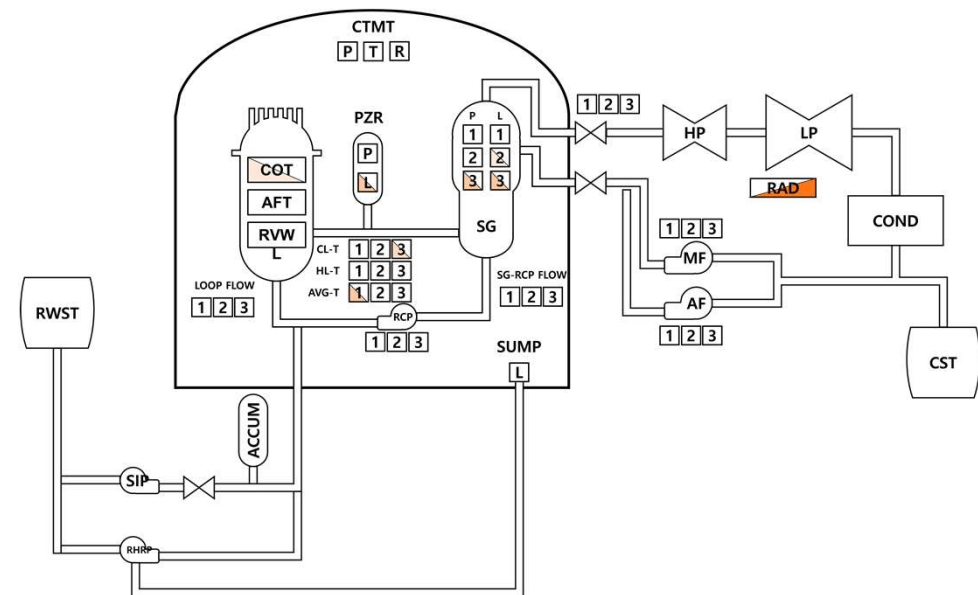 CTMT
P T R
PZR
P
L
COT
AFT
RVW
L
P L
1 1
2 2
3 3
SG
1 2 3
HP
LP
RAD
COND
CL-T 1 2 3
HL-T 1 2 3
AVG-T 1 2 3
LOOP FLOW
1 2 3
SG-RCP FLOW
1 2 3
RCP
1 2 3
1 2 3
MF
AF
1 2 3
RWST
SUMP
L
CST
ACCUM
SIP
RHRP